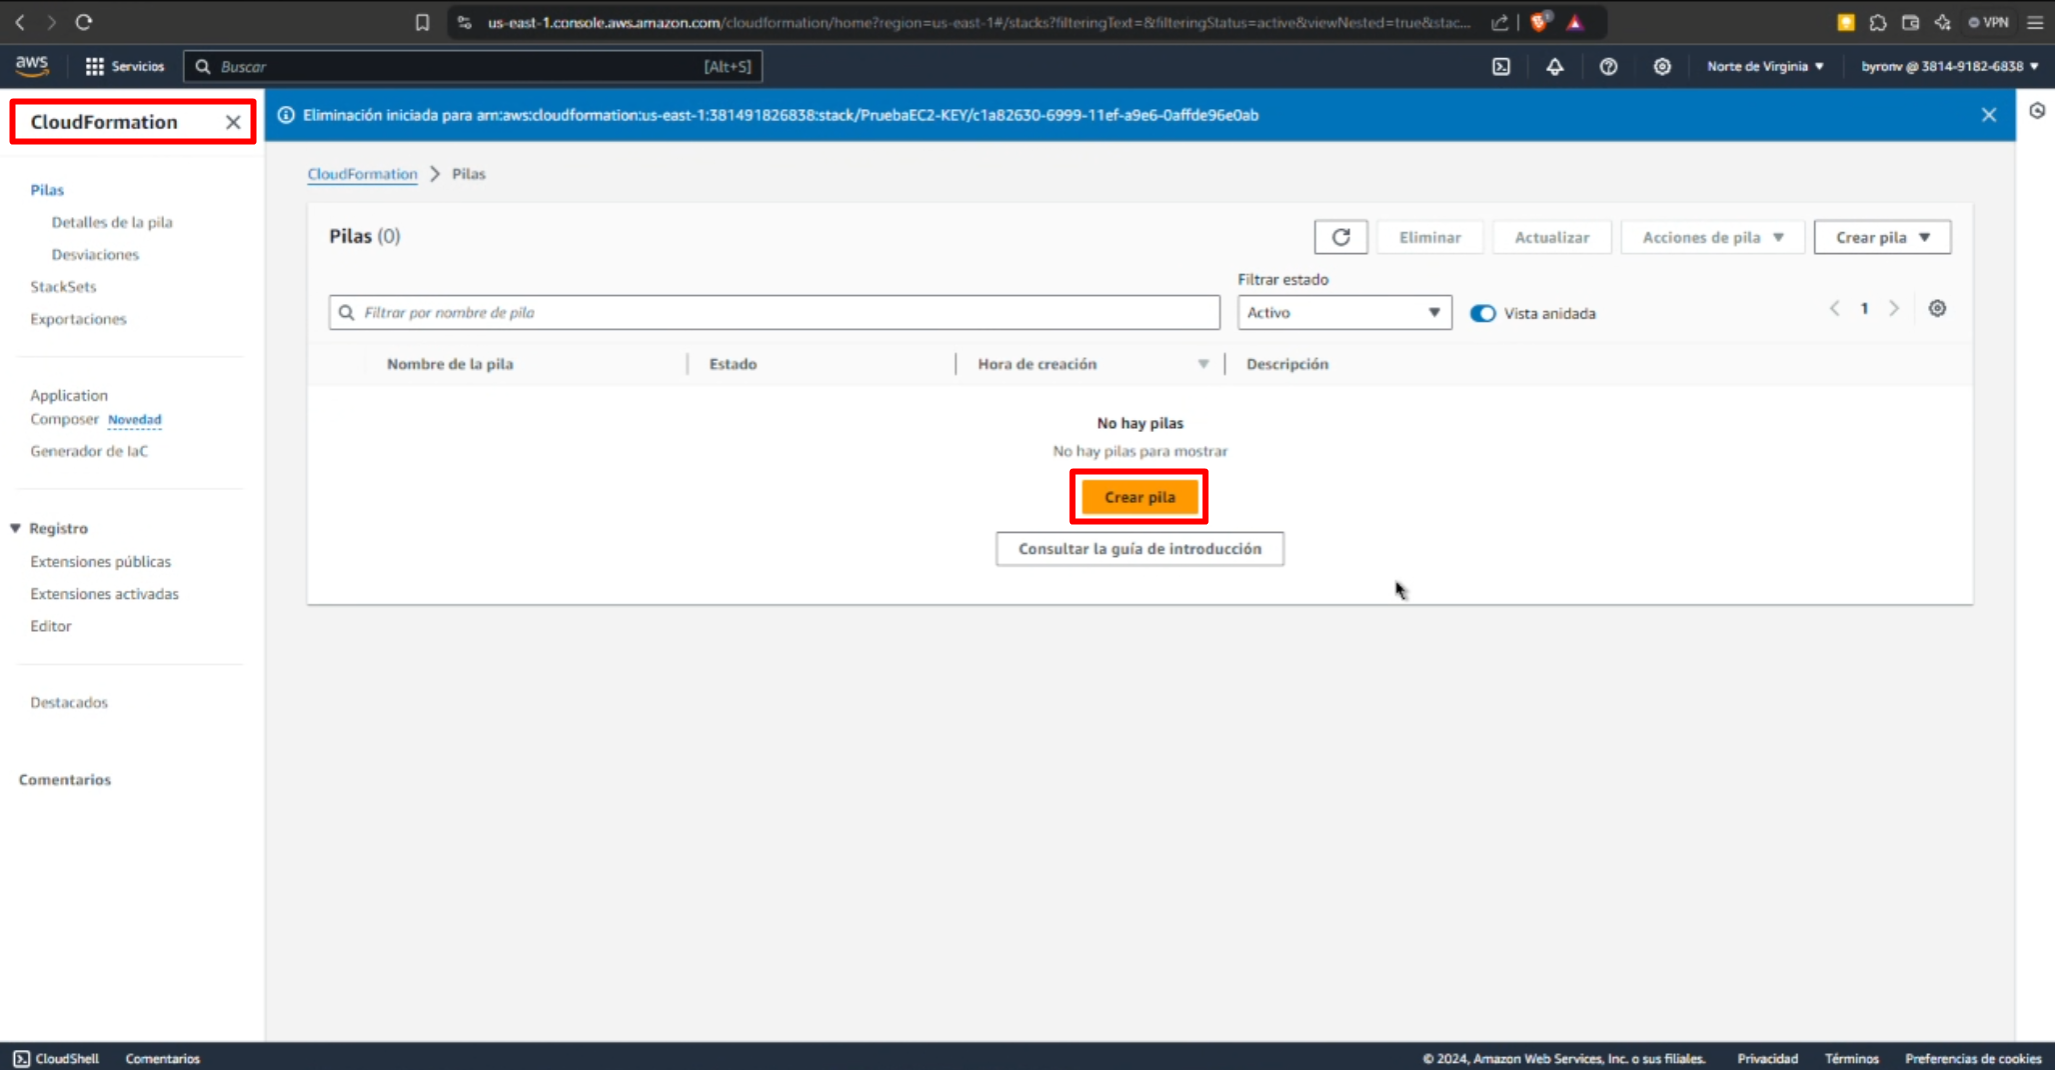 us-east-1.console.aws.amazon.com/cloudformation/home?region=us-east-1#/stacks?filteringText=&filteringStatus=active&viewNested=true&stac...
VPN
aws
Servicios
Buscar
[Alt+S]
Norte de Virginia
byronv @ 3814-9182-6838
CloudFormation
Eliminación iniciada para arn:aws:cloudformation:us-east-1:381491826838:stack/PruebaEC2-KEY/c1a82630-6999-11ef-a9e6-0affde96e0ab
CloudFormation > Pilas
Pilas
Detalles de la pila
Desviaciones
StackSets
Exportaciones
Application
Composer Novedad
Generador de IaC
Registro
Extensiones públicas
Extensiones activadas
Editor
Destacados
Comentarios
Pilas (0)
Eliminar
Actualizar
Acciones de pila
Crear pila
Filtrar estado
Filtrar por nombre de pila
Activo
Vista anidada
1
Nombre de la pila
Estado
Hora de creación
Descripción
No hay pilas
No hay pilas para mostrar
Crear pila
Consultar la guía de introducción
CloudShell
Comentarios
© 2024, Amazon Web Services, Inc. o sus filiales.
Privacidad
Términos
Preferencias de cookies